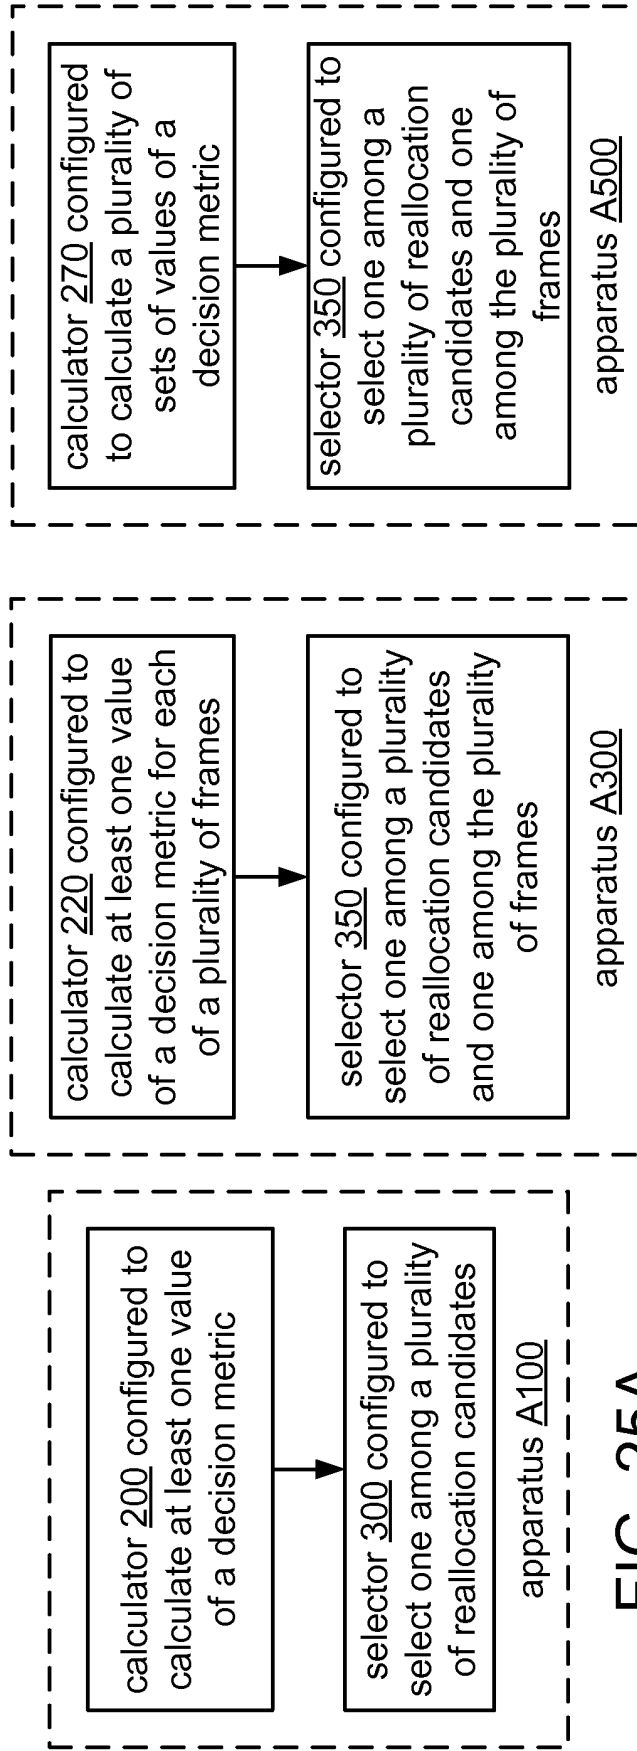 calculator 200 configured to
calculate at least one value
of a decision metric
selector 300 configured to
select one among a plurality
of reallocation candidates
apparatus A100
calculator 220 configured to
calculate at least one value
of a decision metric for each
of a plurality of frames
selector 350 configured to
select one among a plurality
of reallocation candidates
and one among the plurality
of frames
apparatus A300
calculator 270 configured
to calculate a plurality of
sets of values of a
decision metric
selector 350 configured to
select one among a
plurality of reallocation
candidates and one
among the plurality of
frames
apparatus A500
FIG. 25A